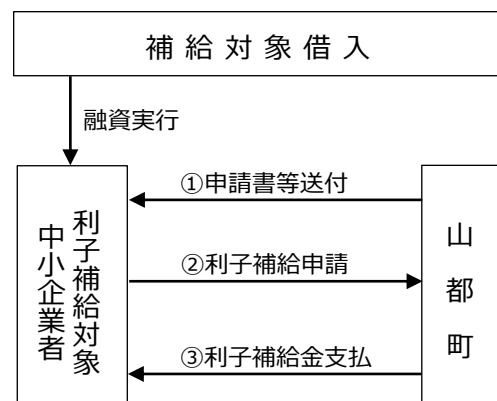 補給対象借入
融資実行
①申請書等送付
利子補給対象
中小企業者
②利子補給申請
山都町
③利子補給金支払